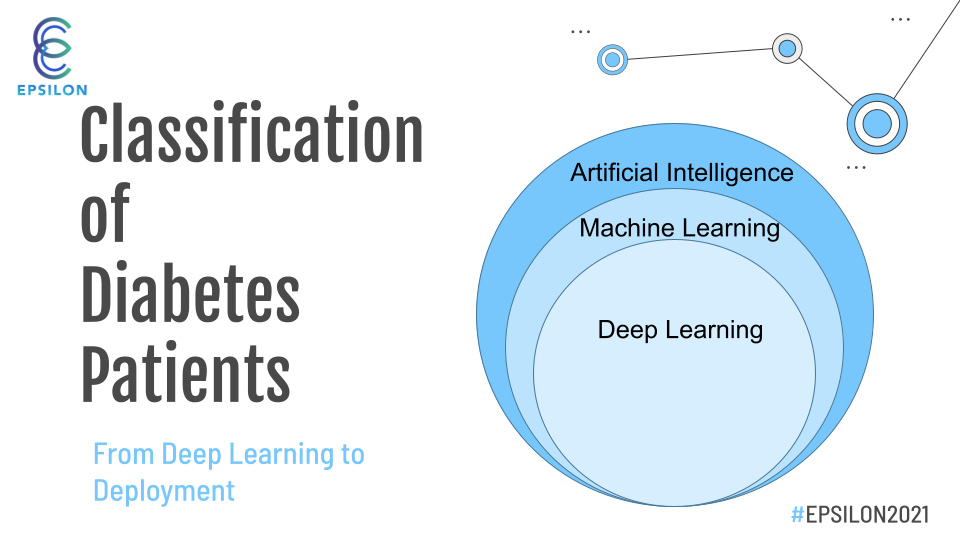 EPSILON
Classification
of
Diabetes
Patients
From Deep Learning to
Deployment
...
...
...
Artificial Intelligence
Machine Learning
Deep Learning
#EPSILON2021